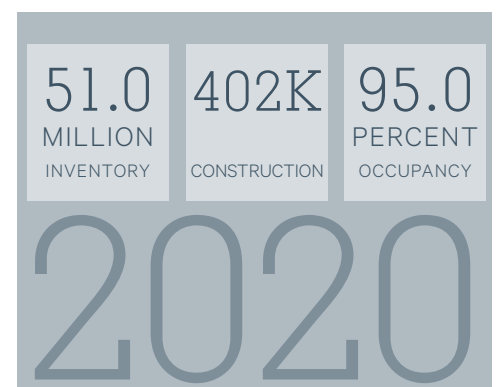 51.0 402K 95.0
MILLION PERCENT
INVENTORY CONSTRUCTION OCCUPANCY
2020